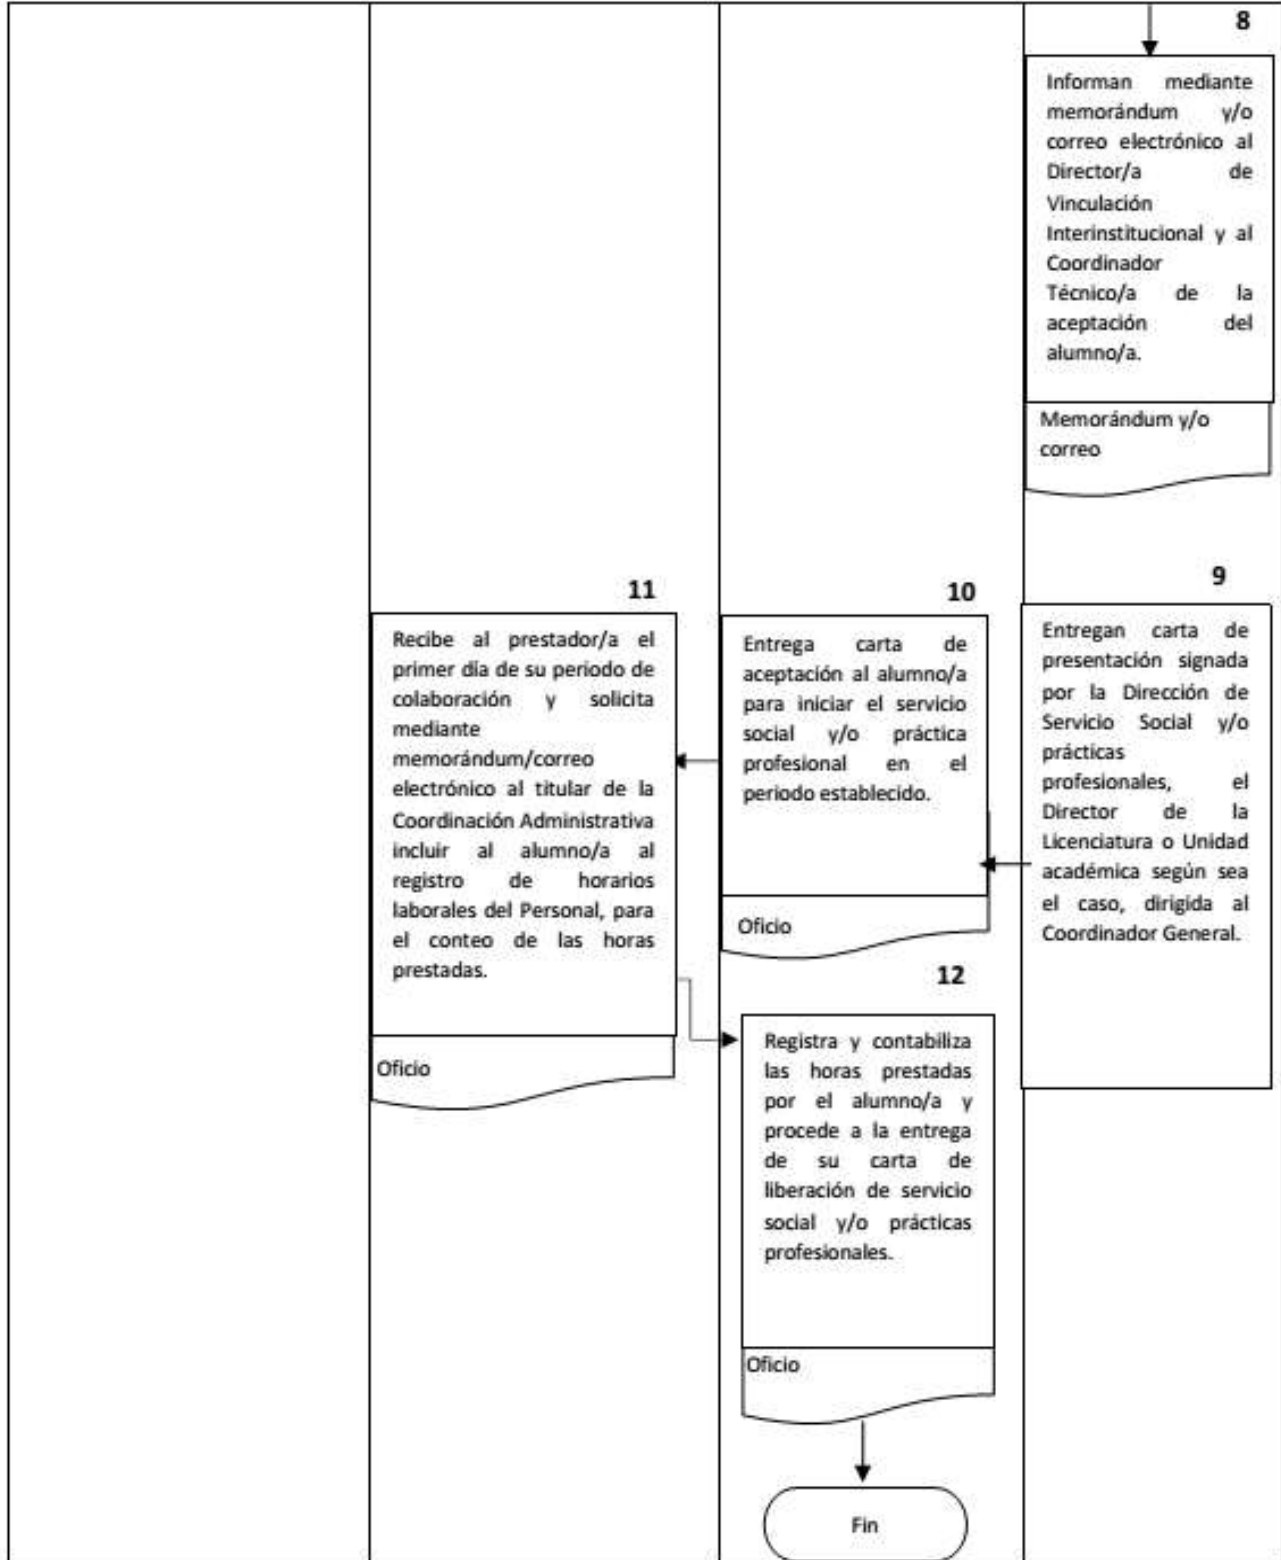 8
Informan mediante
memorándum y/o
correo electrónico al
Director/a de
Vinculación
Interinstitucional y al
Coordinador
Técnico/a de la
aceptación del
alumno/a.
Memorándum y/o
correo
9
Entregan carta de
presentación signada
por la Dirección de
Servicio Social y/o
prácticas
profesionales, el
Director de la
Licenciatura o Unidad
académica según sea
el caso, dirigida al
Coordinador General.
10
Entrega carta de
aceptación al alumno/a
para iniciar el servicio
social y/o práctica
profesional en el
periodo establecido.
Oficio
11
Recibe al prestador/a el
primer día de su periodo de
colaboración y solicita
mediante
memorándum/correo
electrónico al titular de la
Coordinación Administrativa
incluir al alumno/a al
registro de horarios
laborales del Personal, para
el conteo de las horas
prestadas.
Oficio
12
Registra y contabiliza
las horas prestadas
por el alumno/a y
procede a la entrega
de su carta de
liberación de servicio
social y/o prácticas
profesionales.
Oficio
Fin